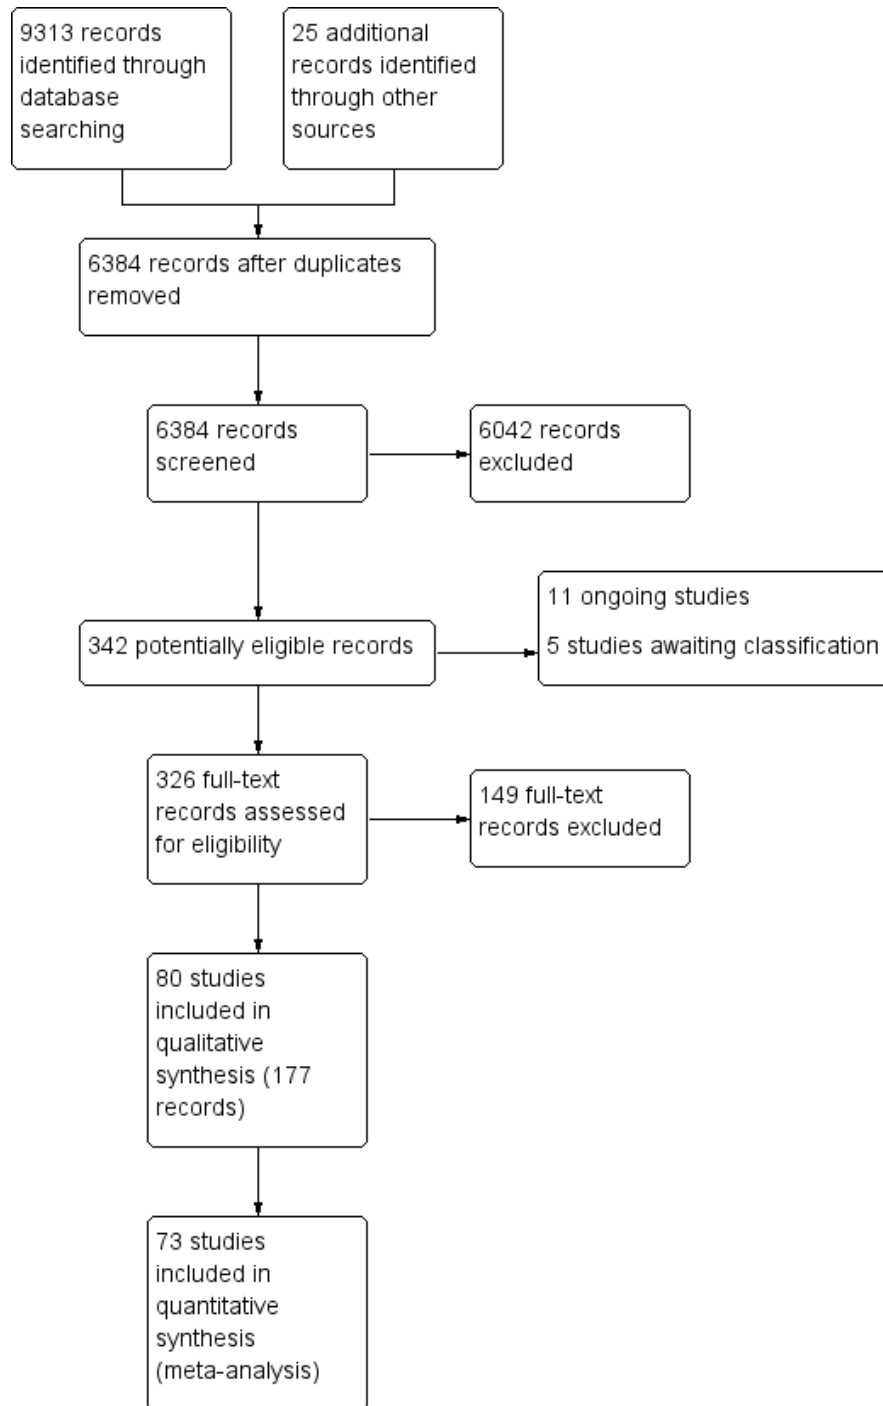 9313 records
identified through
database
searching
25 additional
records identified
through other
sources
6384 records after duplicates
removed
6384 records
screened
6042 records
excluded
11 ongoing studies
5 studies awaiting classification
342 potentially eligible records
326 full-text
records assessed
for eligibility
149 full-text
records excluded
80 studies
included in
qualitative
synthesis (177
records)
73 studies
included in
quantitative
synthesis
(meta-analysis)